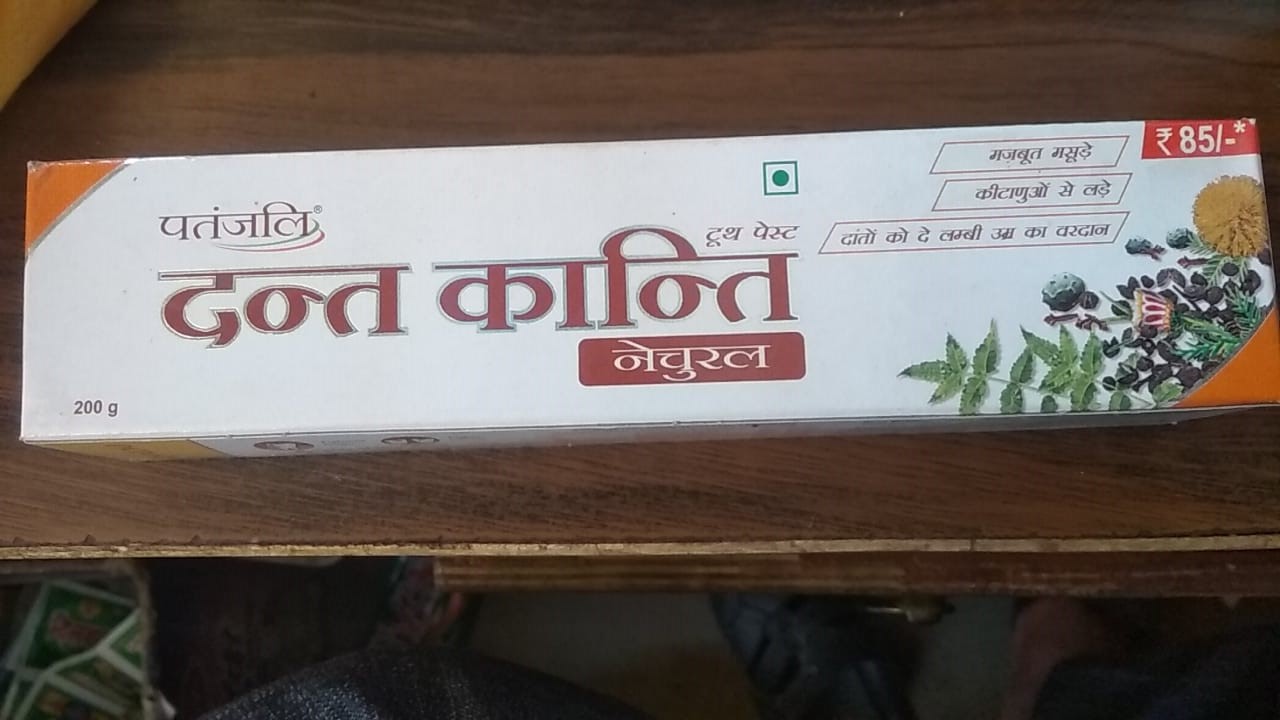 ₹ 85/-*
मज़बूत मसूड़े
कीटाणुओं से लड़े
दांतों को दे लम्बी उम्र का वरदान
पतंजलि®
टूथ पेस्ट
दन्त कान्ति
नेचुरल
200 g